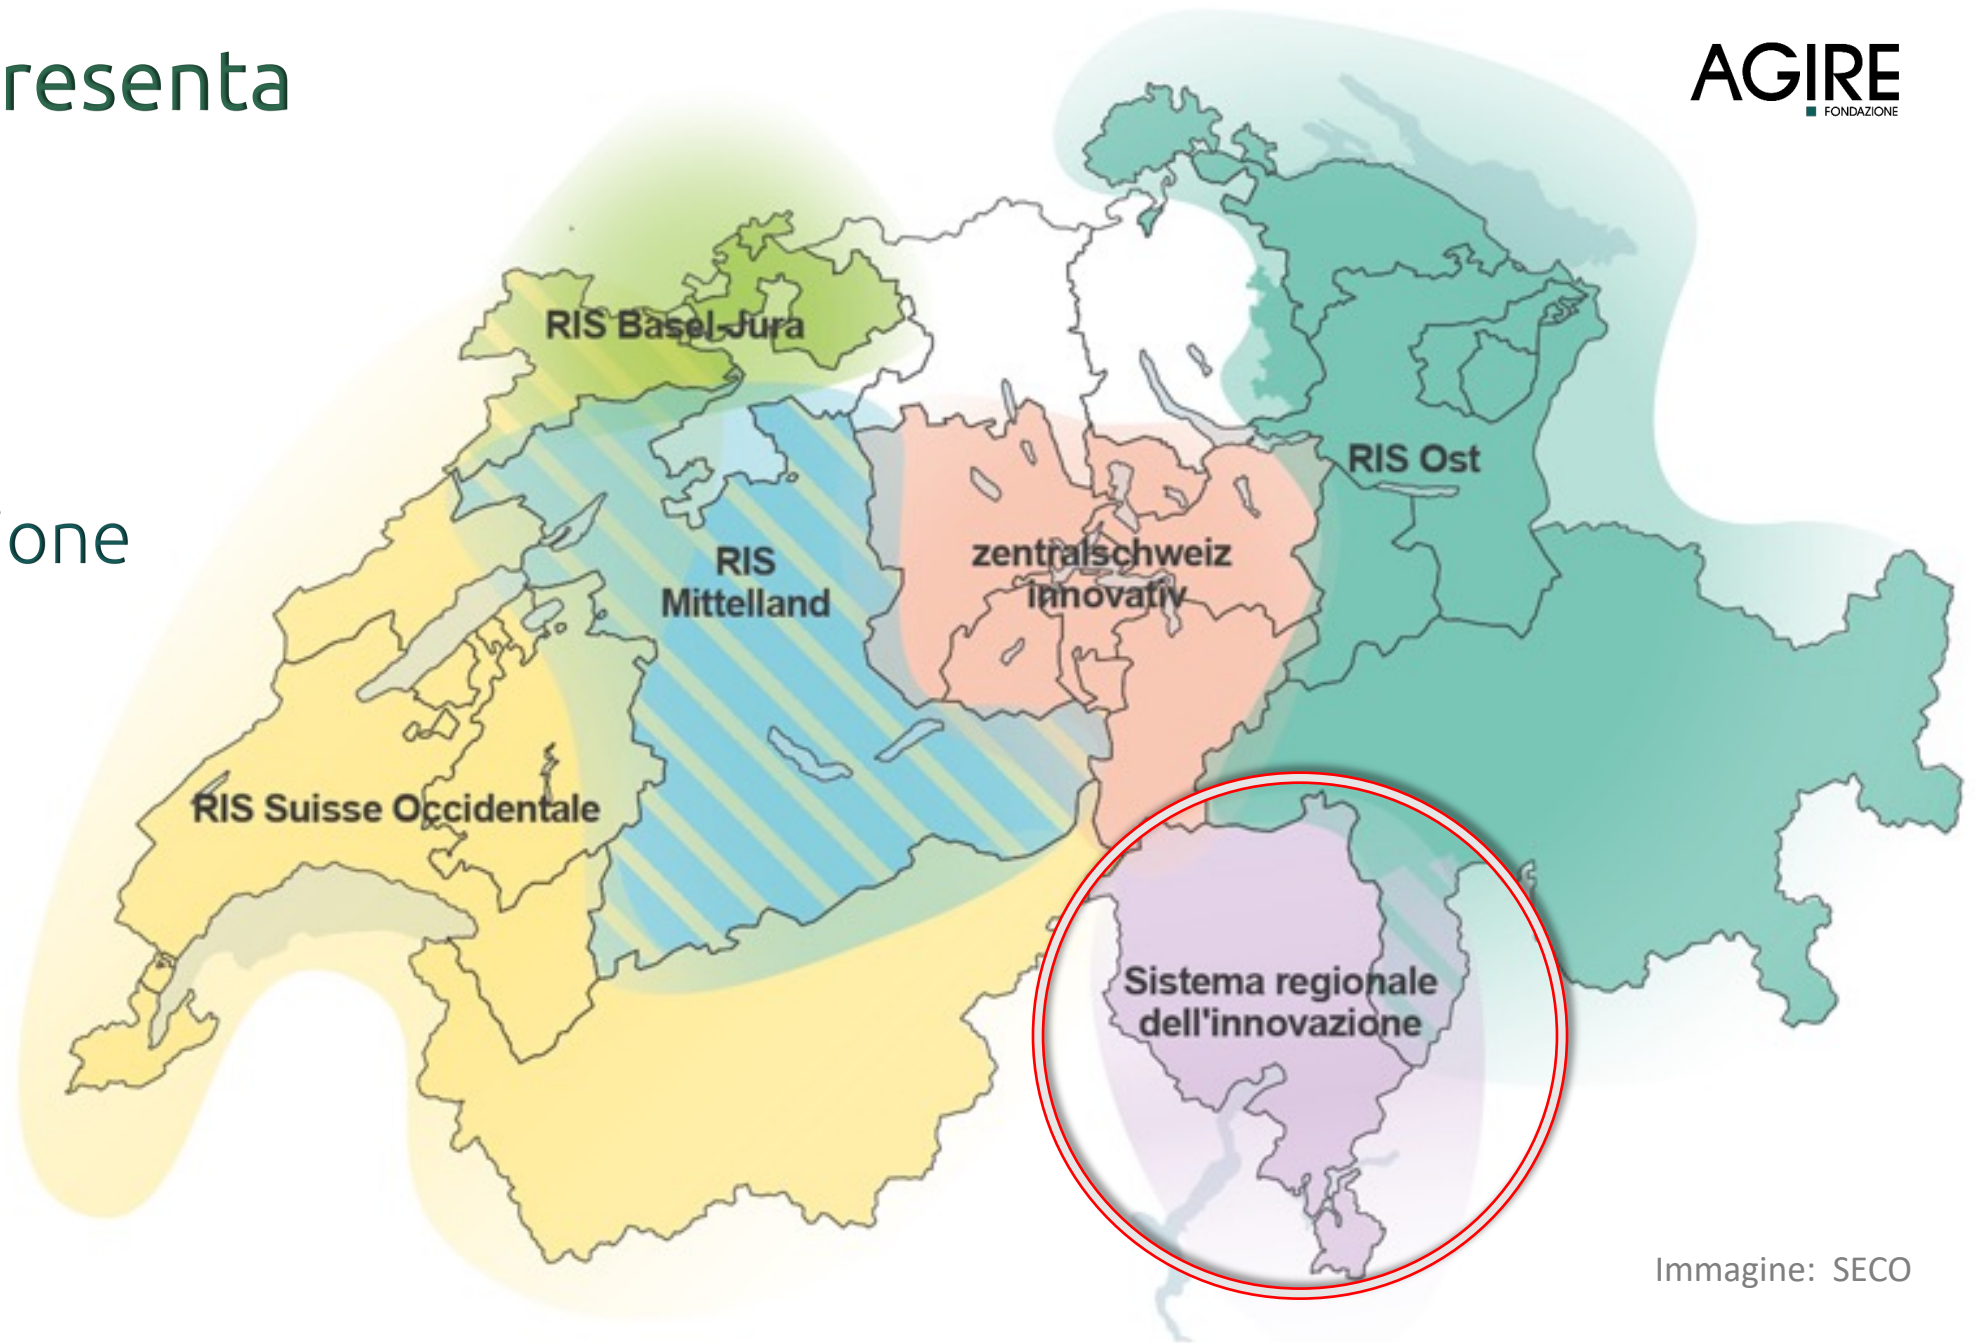 resenta
AGIRE
FONDAZIONE
RIS Basel-Jura
RIS Ost
one
RIS
Mittelland
zentralschweiz
innovativ
RIS Suisse Occidentale
Sistema regionale
dell'innovazione
Immagine: SECO